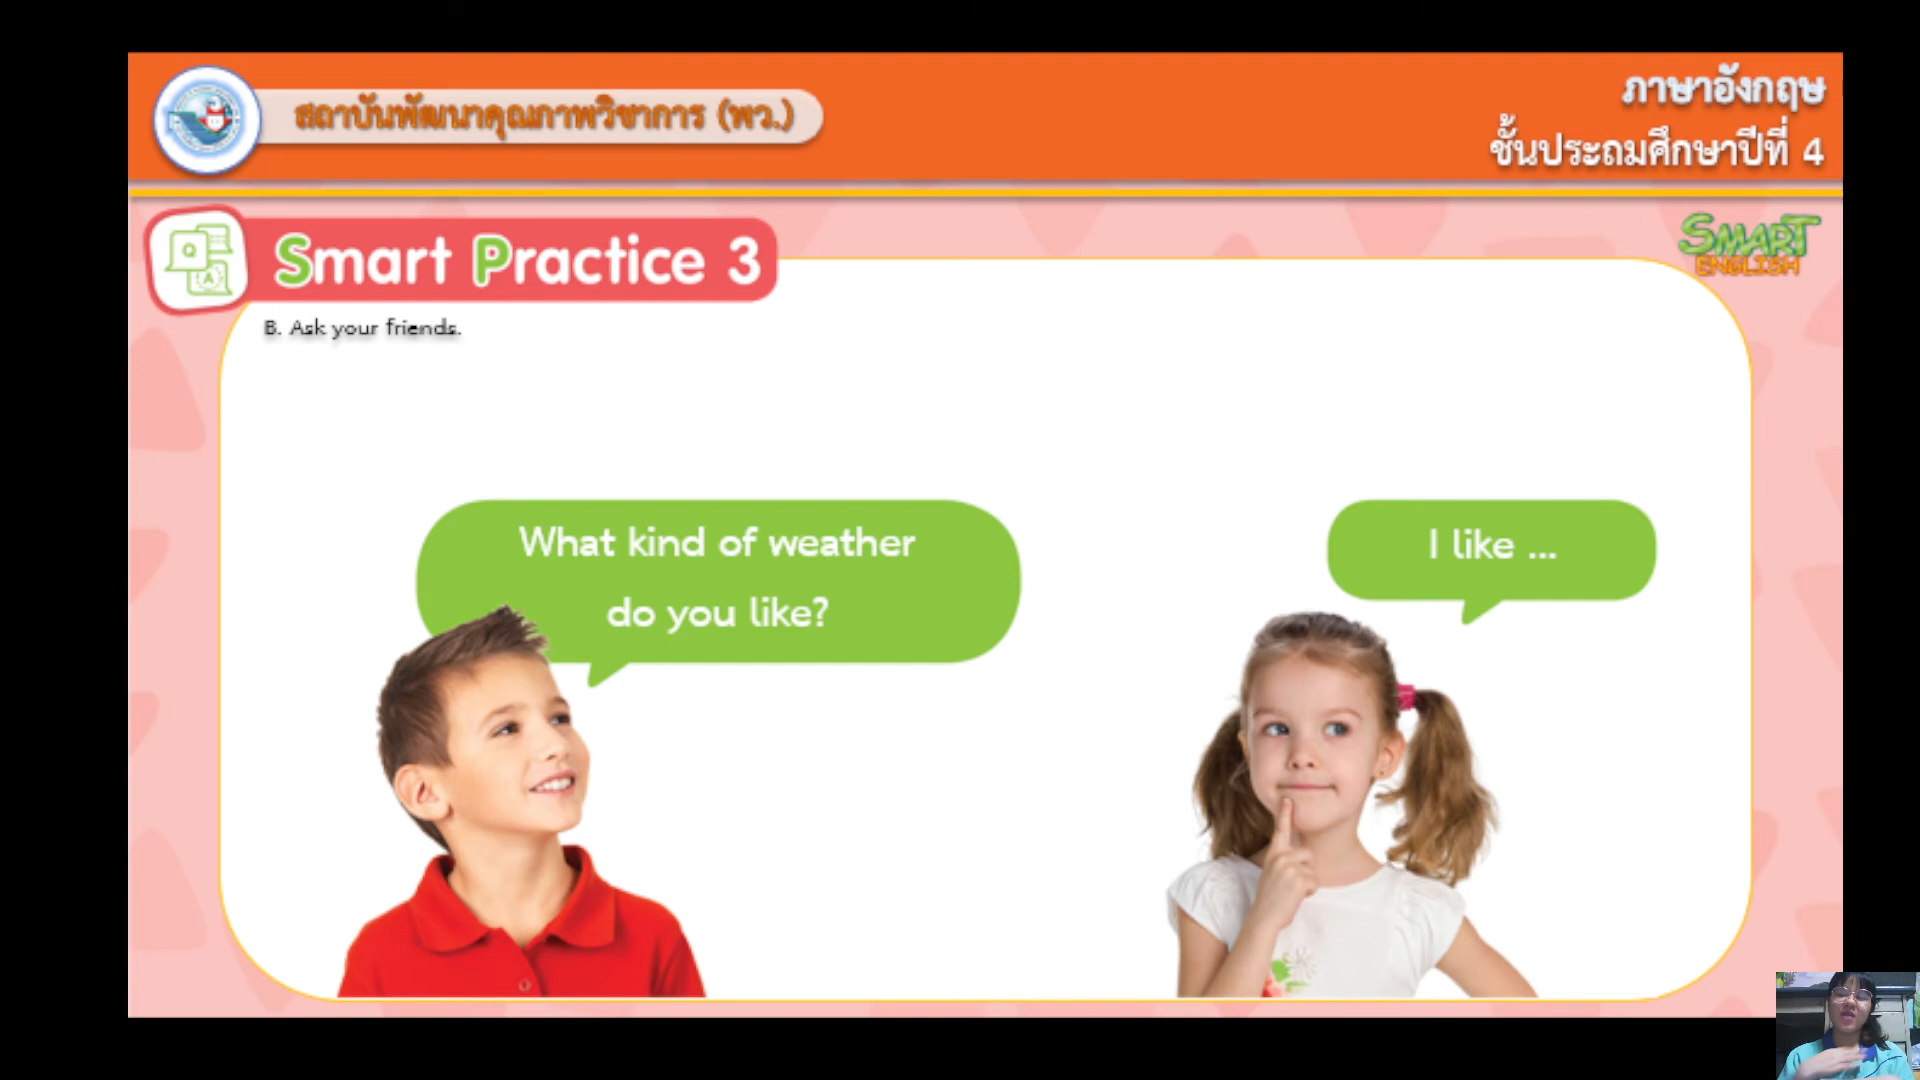 สถาบันพัฒนาคุณภาพวิชาการ (พว.)
ภาษาอังกฤษ
ชั้นประถมศึกษาปีที่ 4
Smart Practice 3
SMART
ENGLISH
B. Ask your friends.
What kind of weather
do you like?
I like ...